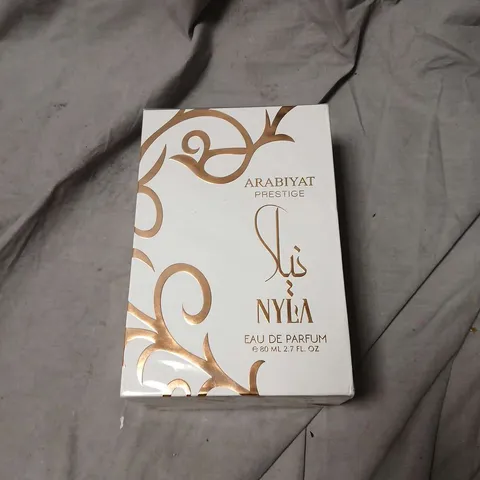 ARABIYAT
PRESTIGE
نيلا
NYLA
EAU DE PARFUM
℮ 80 ML 2.7 FL. OZ